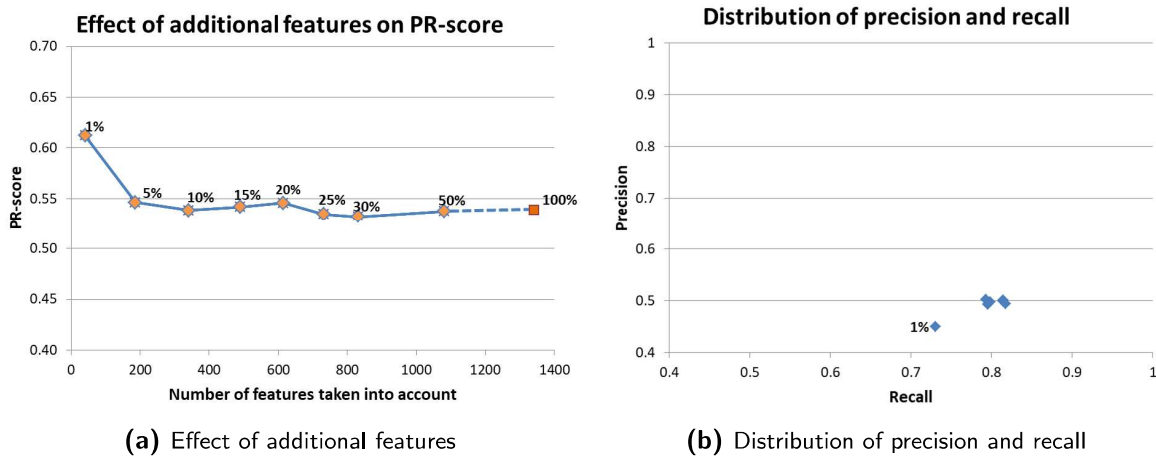 Effect of additional features on PR-score
0.70
0.65
0.60
0.55
0.50
0.45
0.40
PR-score
1%
5%
10%
15%
20%
25%
30%
50%
100%
0 200 400 600 800 1000 1200 1400
Number of features taken into account
(a) Effect of additional features
Distribution of precision and recall
1
0.9
0.8
0.7
0.6
0.5
0.4
Precision
1%
0.4 0.5 0.6 0.7 0.8 0.9 1
Recall
(b) Distribution of precision and recall